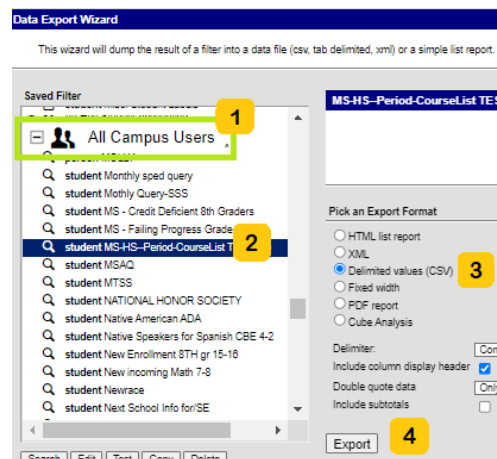 Data Export Wizard
This wizard will dump the result of a filter into a data file (csv, tab delimited, xml) or a simple list report.
Saved Filter
1
All Campus Users
student Monthly sped query
student Mothly Query-SSS
student MS - Credit Deficient 8th Graders
student MS - Failing Progress Grade
student MS-HS--Period-CourseList T
2
student MSAQ
student MTSS
student NATIONAL HONOR SOCIETY
student Native American ADA
student Native Speakers for Spanish CBE 4-2
student New Enrollment 8TH gr 15-16
student New incoming Math 7-8
student Newrace
student Next School Info for/SE
Search Edit Test Copy Delete
MS-HS--Period-CourseList TES
Pick an Export Format
HTML list report
XML
Delimited values (CSV)
3
Fixed width
PDF report
Cube Analysis
Delimiter: Com
Include column display header
Double quote data Only
Include subtotals
Export
4